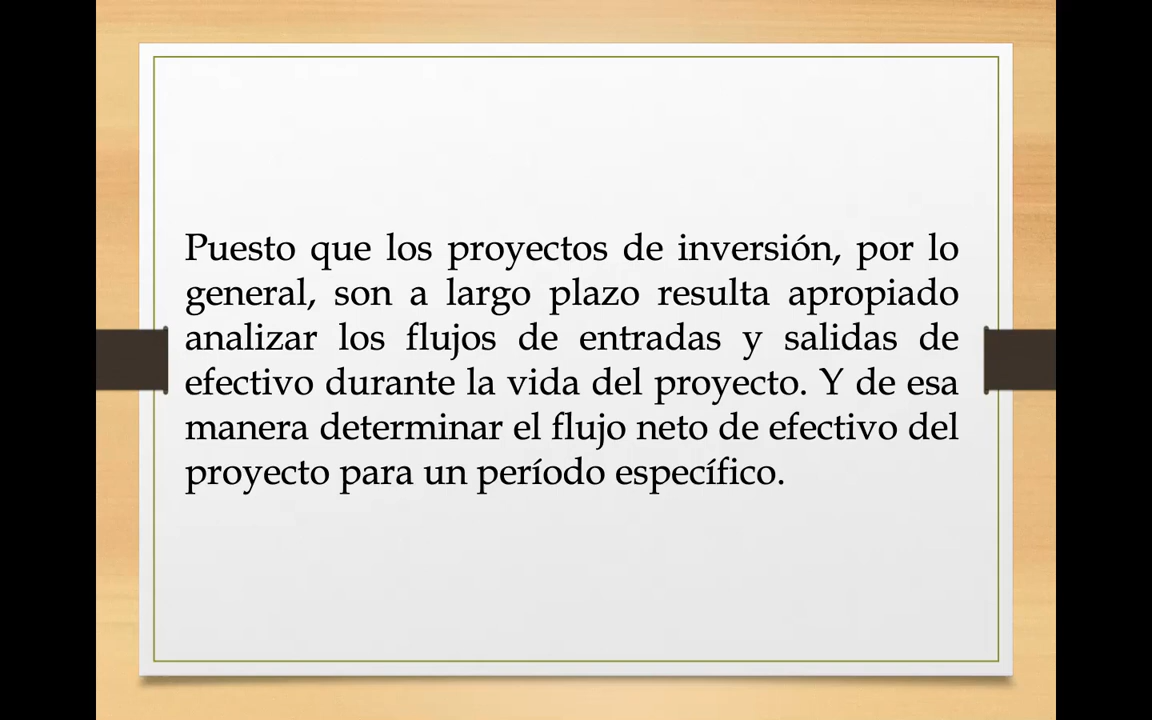 Puesto que los proyectos de inversión, por lo
general, son a largo plazo resulta apropiado
analizar los flujos de entradas y salidas de
efectivo durante la vida del proyecto. Y de esa
manera determinar el flujo neto de efectivo del
proyecto para un período específico.